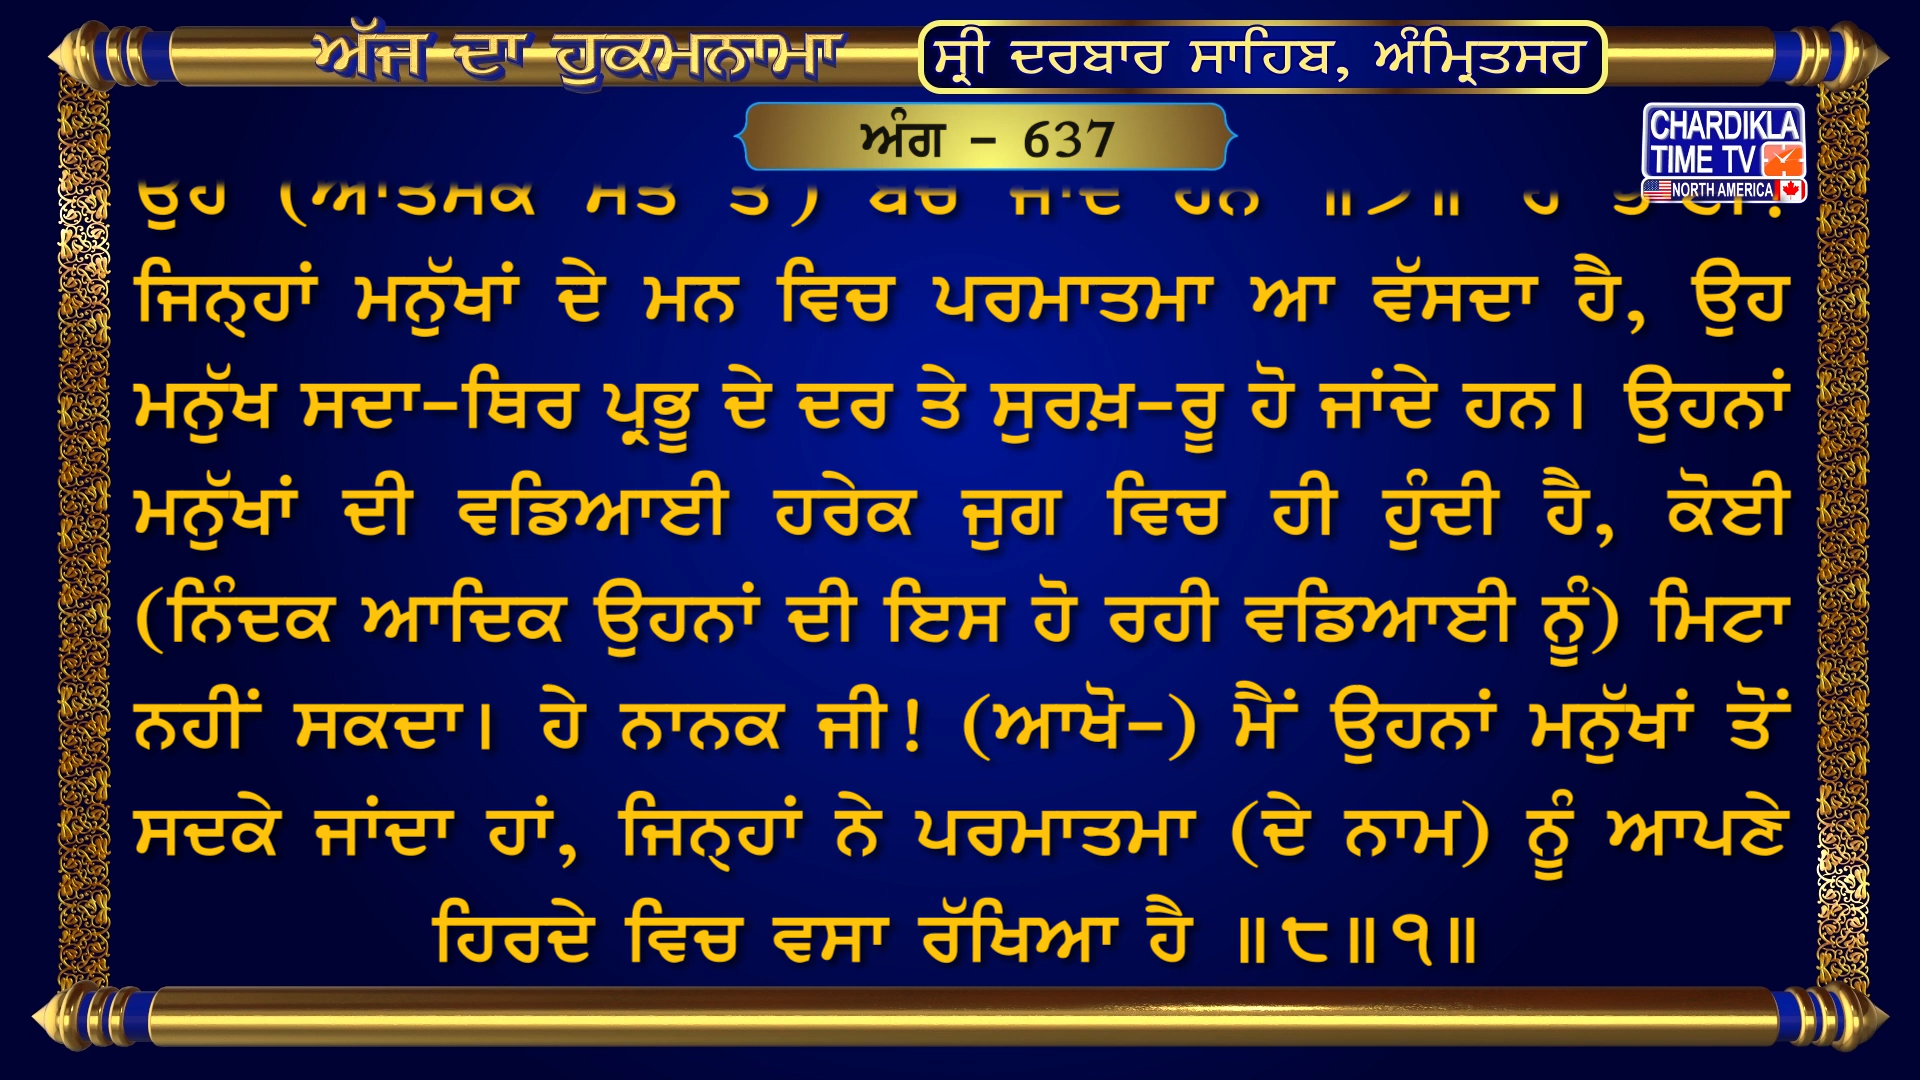 ਅੱਜ ਦਾ ਹੁਕਮਨਾਮਾ
ਸ੍ਰੀ ਦਰਬਾਰ ਸਾਹਿਬ, ਅੰਮ੍ਰਿਤਸਰ
ਅੰਗ – 637
CHARDIKLA
TIME TV
NORTH AMERICA
ਜਿਨ੍ਹਾਂ ਮਨੁੱਖਾਂ ਦੇ ਮਨ ਵਿਚ ਪਰਮਾਤਮਾ ਆ ਵੱਸਦਾ ਹੈ, ਉਹ
ਮਨੁੱਖ ਸਦਾ-ਥਿਰ ਪ੍ਰਭੂ ਦੇ ਦਰ ਤੇ ਸੁਰਖ਼-ਰੂ ਹੋ ਜਾਂਦੇ ਹਨ। ਉਹਨਾਂ
ਮਨੁੱਖਾਂ ਦੀ ਵਡਿਆਈ ਹਰੇਕ ਜੁਗ ਵਿਚ ਹੀ ਹੁੰਦੀ ਹੈ, ਕੋਈ
(ਨਿੰਦਕ ਆਦਿਕ ਉਹਨਾਂ ਦੀ ਇਸ ਹੋ ਰਹੀ ਵਡਿਆਈ ਨੂੰ) ਮਿਟਾ
ਨਹੀਂ ਸਕਦਾ। ਹੇ ਨਾਨਕ ਜੀ! (ਆਖੋ-) ਮੈਂ ਉਹਨਾਂ ਮਨੁੱਖਾਂ ਤੋਂ
ਸਦਕੇ ਜਾਂਦਾ ਹਾਂ, ਜਿਨ੍ਹਾਂ ਨੇ ਪਰਮਾਤਮਾ (ਦੇ ਨਾਮ) ਨੂੰ ਆਪਣੇ
ਹਿਰਦੇ ਵਿਚ ਵਸਾ ਰੱਖਿਆ ਹੈ ॥੮॥੧॥